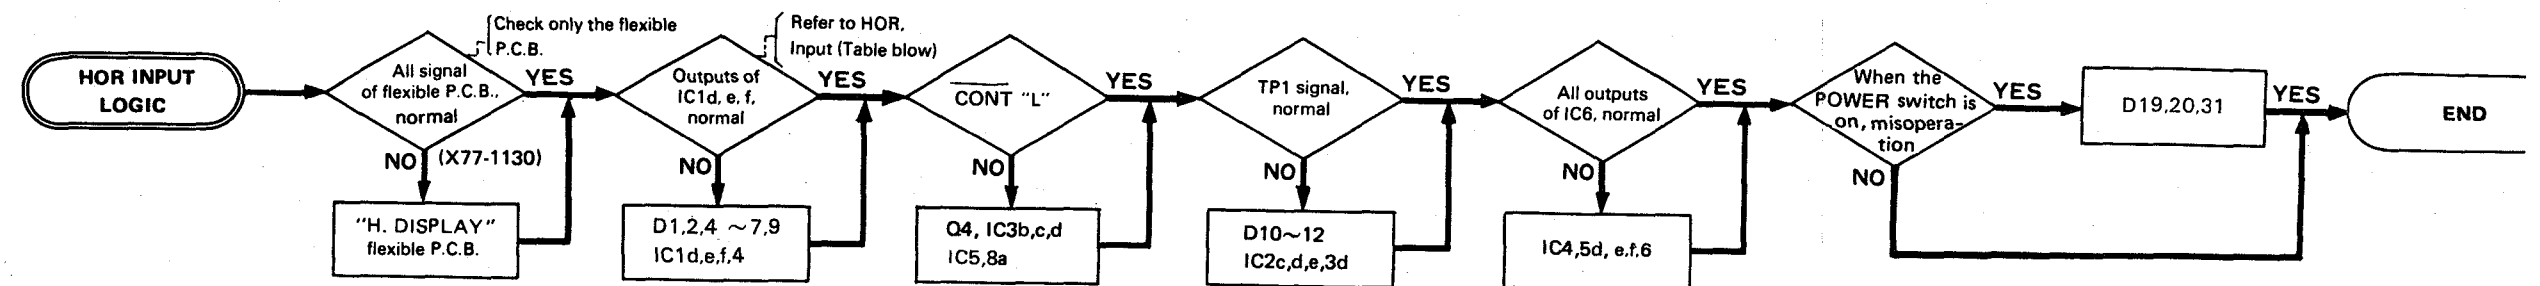 HOR INPUT
LOGIC
All signal
of flexible P.C.B.,
normal
Check only the flexible
P.C.B.
YES
NO
(X77-1130)
"H. DISPLAY"
flexible P.C.B.
Outputs of
IC1d, e, f,
normal
Refer to HOR,
Input (Table blow)
YES
NO
D1,2,4 ~7,9
IC1d,e,f,4
CONT "L"
YES
NO
Q4, IC3b,c,d
IC5,8a
TP1 signal,
normal
YES
NO
D10~12
IC2c,d,e,3d
All outputs
of IC6, normal
YES
NO
IC4,5d, e.f.6
When the
POWER switch is
on, misopera-
tion
YES
NO
D19,20,31
YES
END